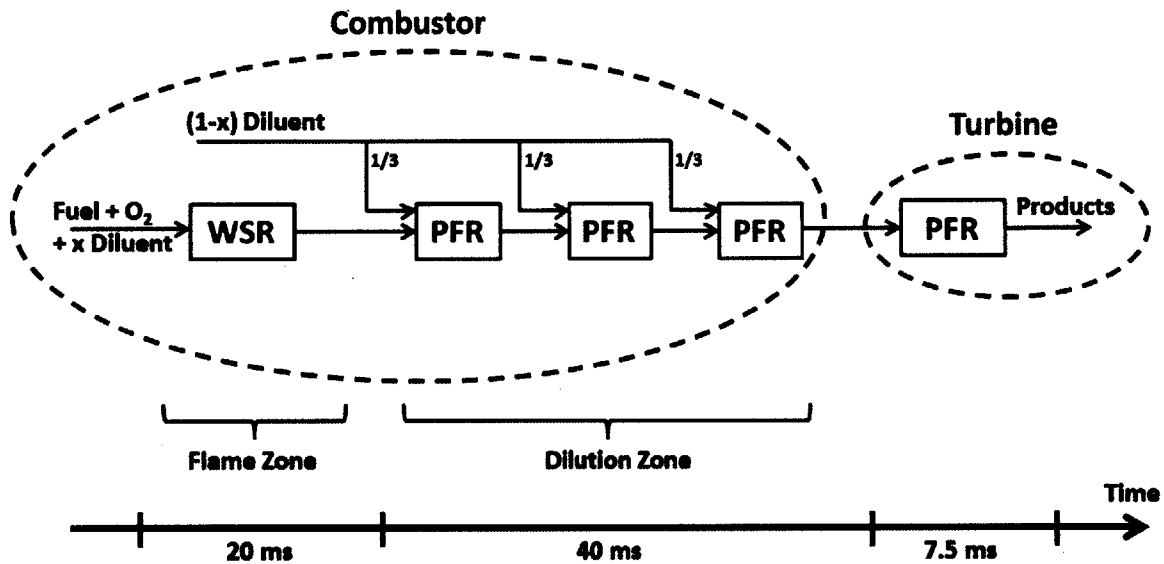 Combustor
(1-x) Diluent
1/3
1/3
1/3
Turbine
Fuel + O2
+ x Diluent
WSR
PFR
PFR
PFR
PFR
Products
Flame Zone
Dilution Zone
Time
20 ms
40 ms
7.5 ms